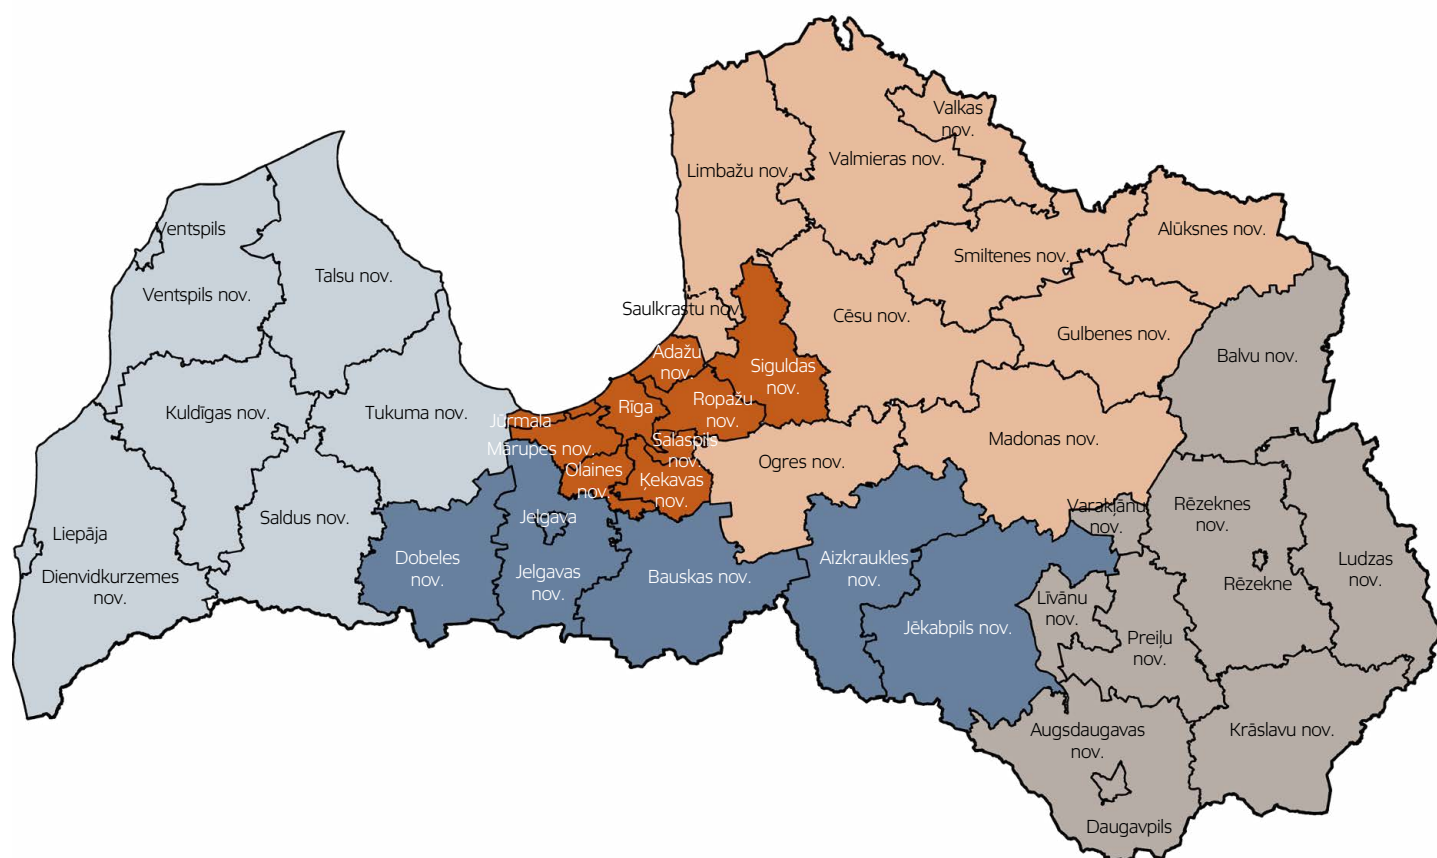 Valkas
nov.
Valmieras nov.
Limbažu nov.
Alūksnes nov.
Ventspils
Smiltenes nov.
Talsu nov.
Ventspils nov.
Saulkrastu nov.
Cēsu nov.
Gulbenes nov.
Ādažu
nov.
Balvu nov.
Siguldas
nov.
Kuldīgas nov.
Tukuma nov.
Jūrmala
Rīga
Ropažu
nov.
Mārupes nov.
Salaspils
nov.
Madonas nov.
Olaines
nov.
Ķekavas
nov.
Ogres nov.
Varakļānu
nov.
Rēzeknes
nov.
Saldus nov.
Jelgava
Liepāja
Dobeles
nov.
Aizkraukles
nov.
Ludzas
nov.
Dienvidkurzemes
nov.
Jelgavas
nov.
Bauskas nov.
Rēzekne
Līvānu
nov.
Jēkabpils nov.
Preiļu
nov.
Augšdaugavas
nov.
Krāslavu nov.
Daugavpils